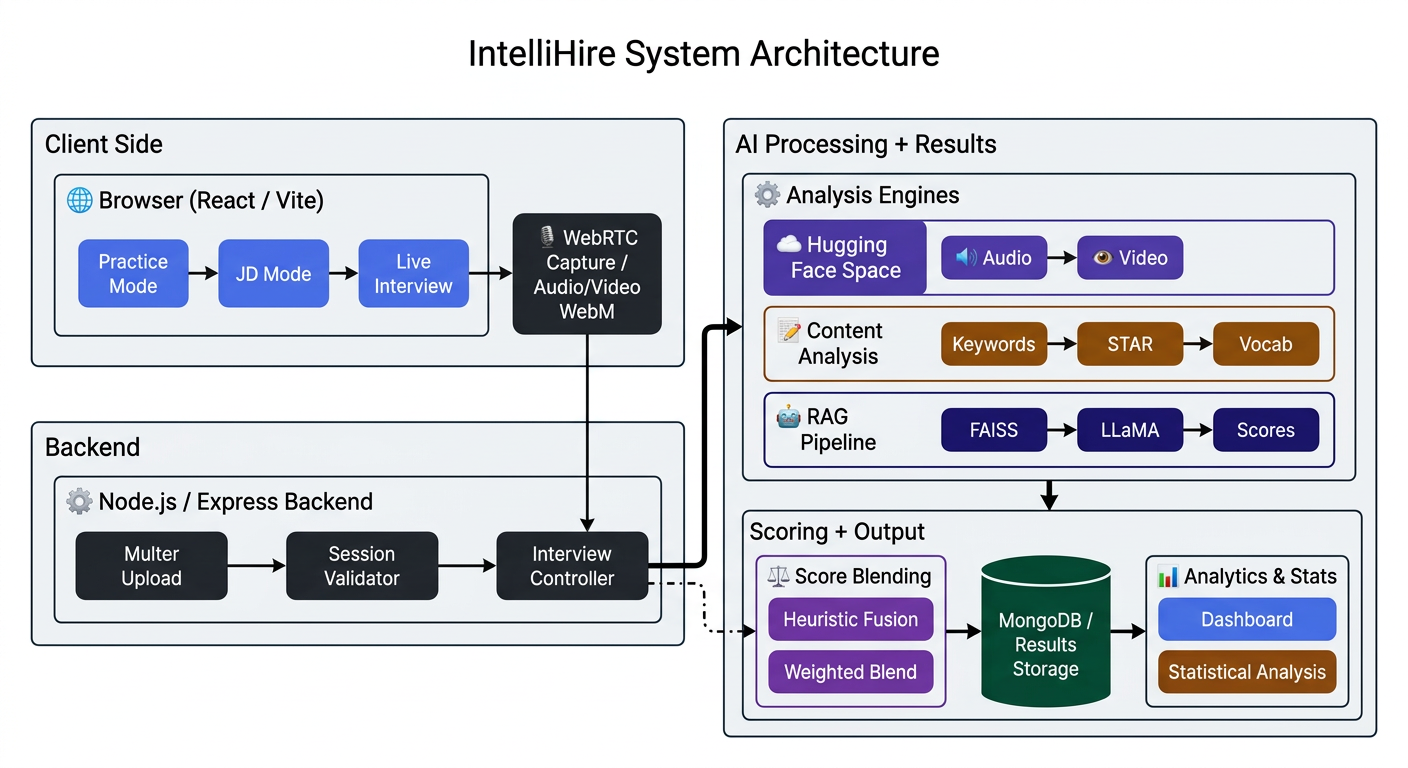 IntelliHire System Architecture
Client Side
Browser (React / Vite)
Practice
Mode
JD Mode
Live
Interview
WebRTC
Capture /
Audio/Video
WebM
Backend
Node.js / Express Backend
Multer
Upload
Session
Validator
Interview
Controller
AI Processing + Results
Analysis Engines
Hugging
Face Space
Audio
Video
Content
Analysis
Keywords
STAR
Vocab
RAG
Pipeline
FAISS
LLaMA
Scores
Scoring + Output
Score Blending
Heuristic Fusion
Weighted Blend
MongoDB /
Results
Storage
Analytics & Stats
Dashboard
Statistical Analysis